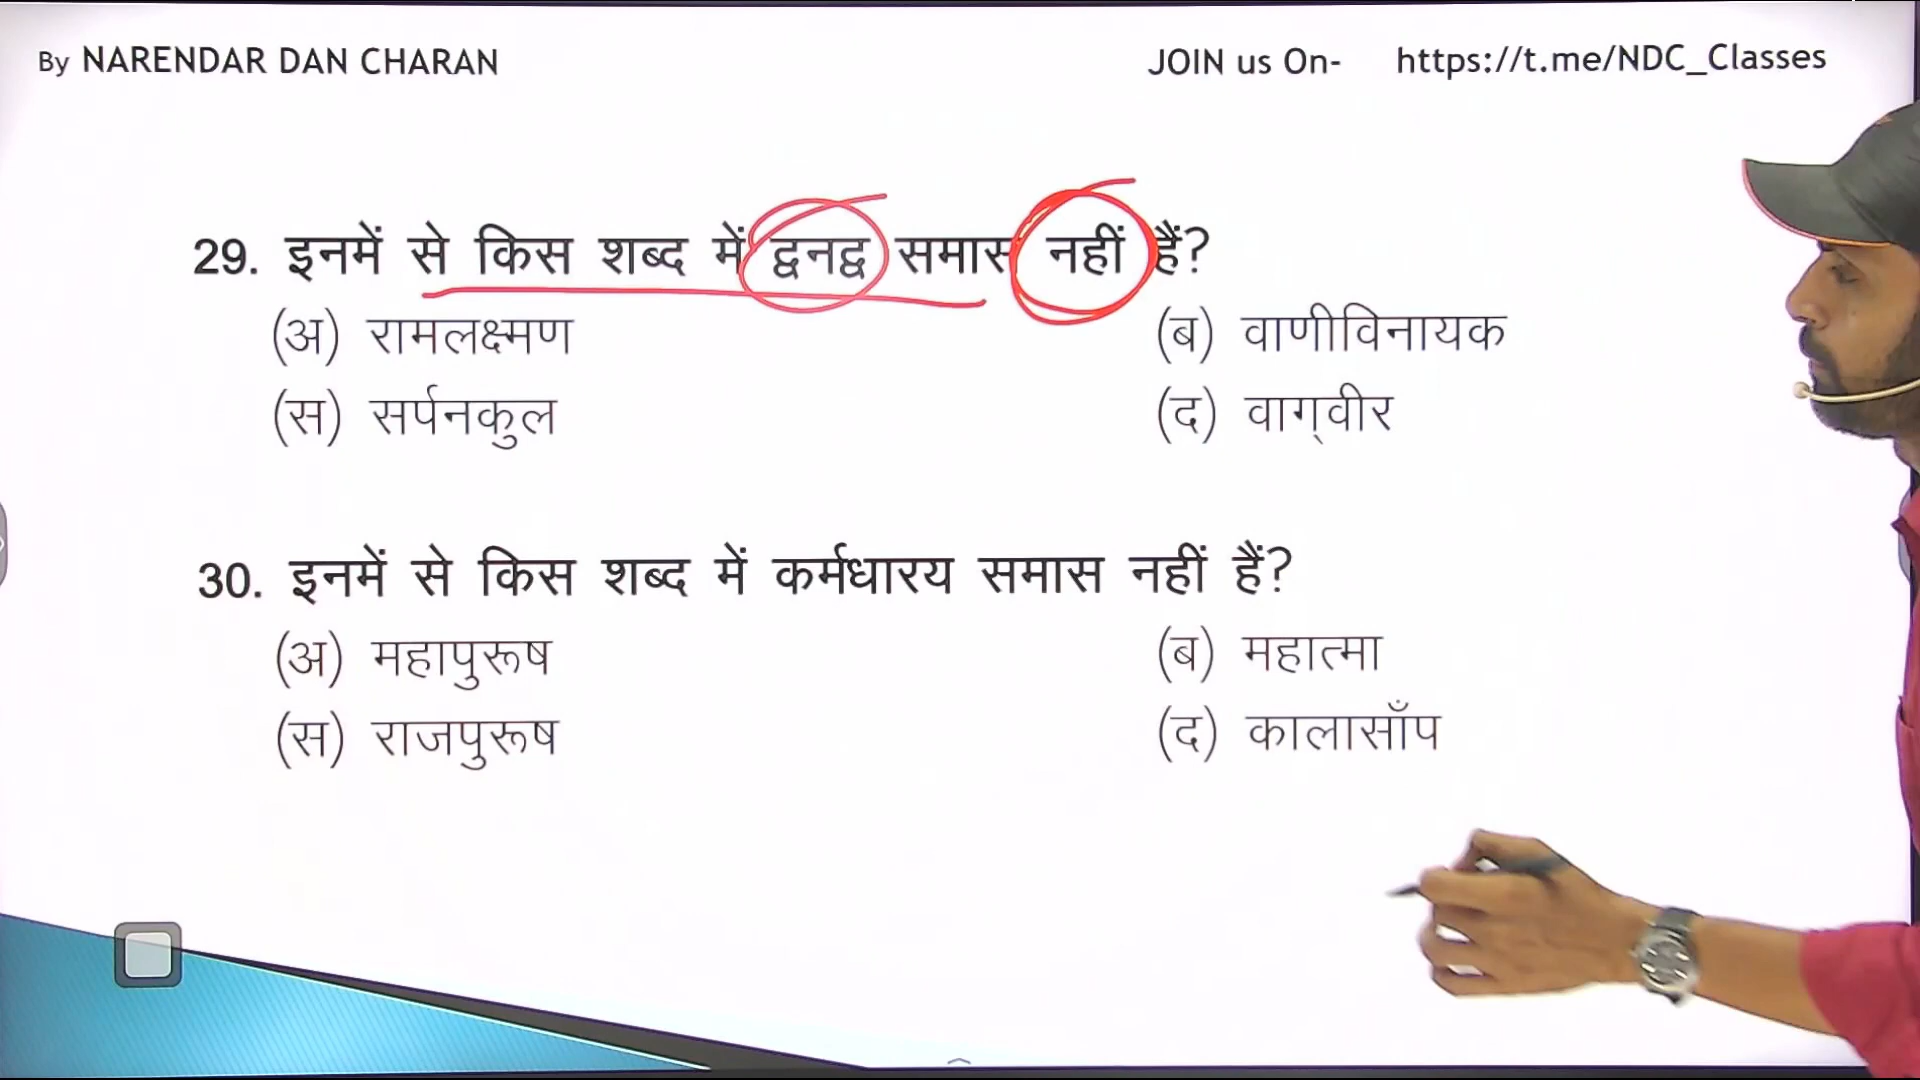 By NARENDAR DAN CHARAN
JOIN us On- https://t.me/NDC_Classes
29. इनमें से किस शब्द में द्वनद्व समास नहीं हैं?
(अ) रामलक्ष्मण (ब) वाणीविनायक
(स) सर्पनकुल (द) वाग्‌वीर
30. इनमें से किस शब्द में कर्मधारय समास नहीं हैं?
(अ) महापुरूष (ब) महात्मा
(स) राजपुरूष (द) कालासाँप